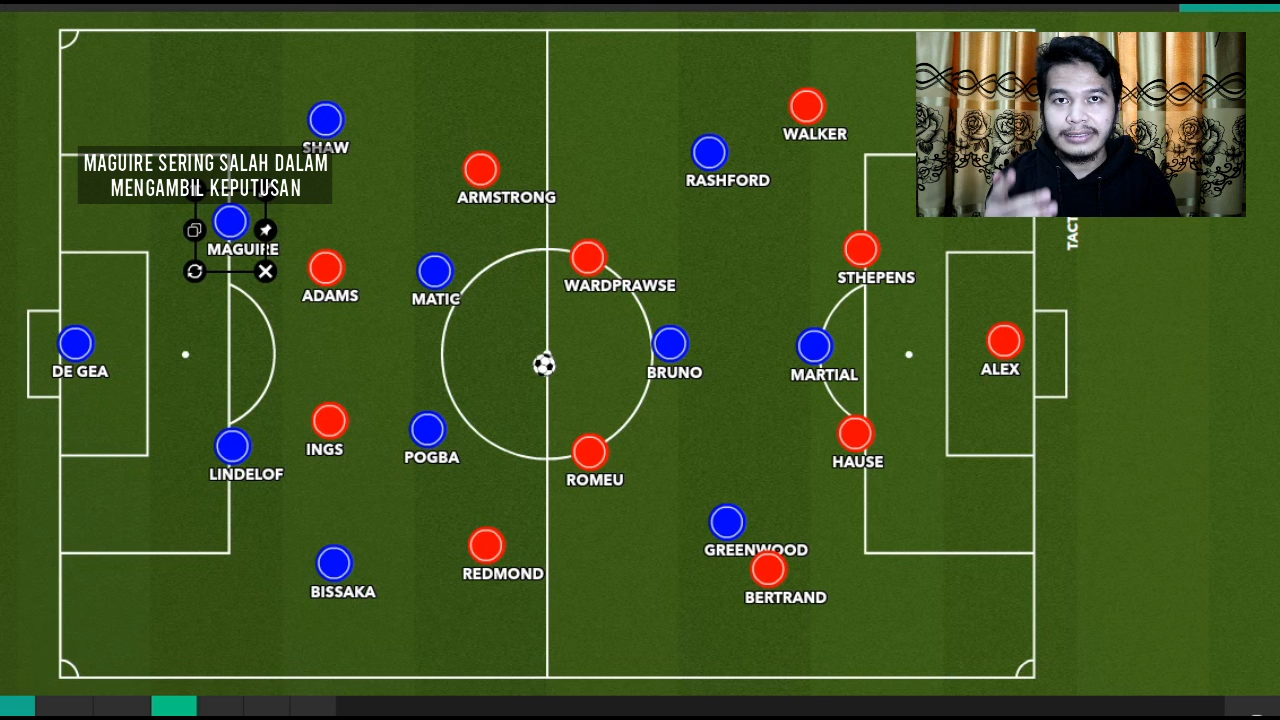 WALKER
SHAW
MAGUIRE SERING SALAH DALAM
MENGAMBIL KEPUTUSAN
RASHFORD
ARMSTRONG
TACT
MAGUIRE
STHEPENS
ADAMS
MATIC
WARDPRAWSE
DE GEA
BRUNO
MARTIAL
ALEX
INGS
POGBA
HAUSE
LINDELOF
ROMEU
GREENWOOD
REDMOND
BISSAKA
BERTRAND